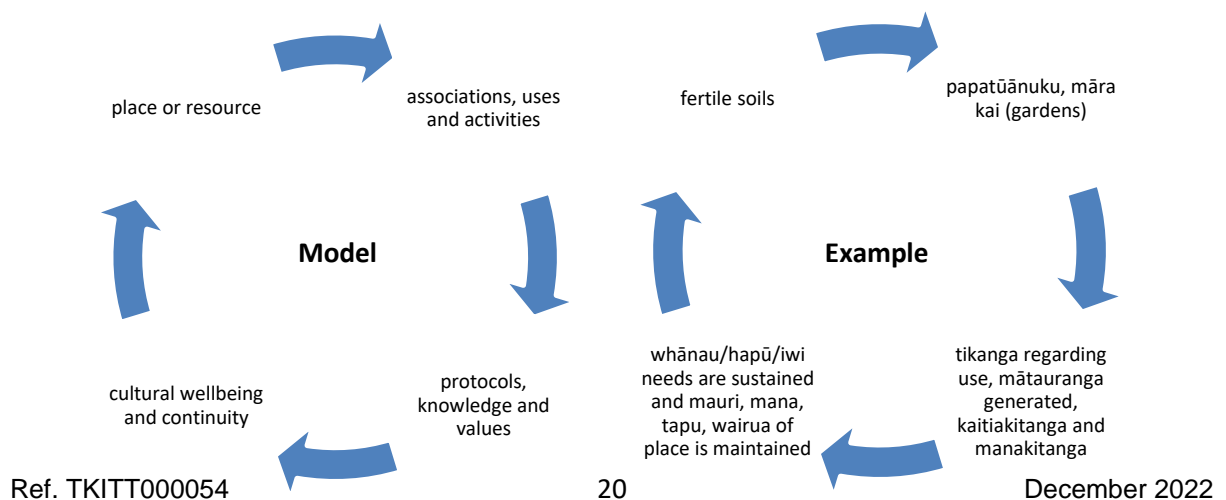 place or resource
associations, uses
and activities
Model
protocols,
knowledge and
values
cultural wellbeing
and continuity
fertile soils
papatūānuku, māra
kai (gardens)
Example
tikanga regarding
use, mātauranga
generated,
kaitiakitanga and
manakitanga
whānau/hapū/iwi
needs are sustained
and mauri, mana,
tapu, wairua of
place is maintained
Ref. TKITT000054 20 December 2022